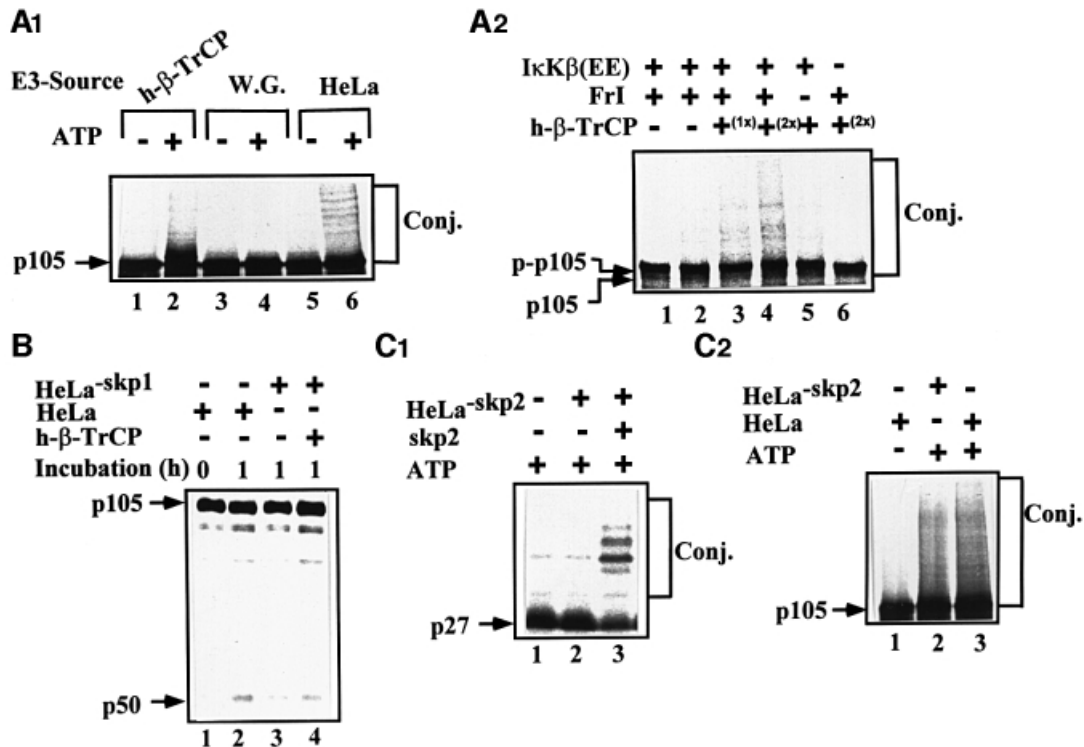 A1
E3-Source h-β-TrCP W.G. HeLa
ATP - + - + - +
p105
Conj.
1 2 3 4 5 6
A2
IκKβ(EE) + + + + + -
FrI + + + + - +
h-β-TrCP - - +(1x) +(2x) + +(2x)
p-p105
p105
Conj.
1 2 3 4 5 6
B
HeLa-skp1 - - + +
HeLa + + - -
h-β-TrCP - - - +
Incubation (h) 0 1 1 1
p105
p50
1 2 3 4
C1
HeLa-skp2 - + +
skp2 - - +
ATP + + +
Conj.
p27
1 2 3
C2
HeLa-skp2 - + -
HeLa + - +
ATP - + +
Conj.
p105
1 2 3